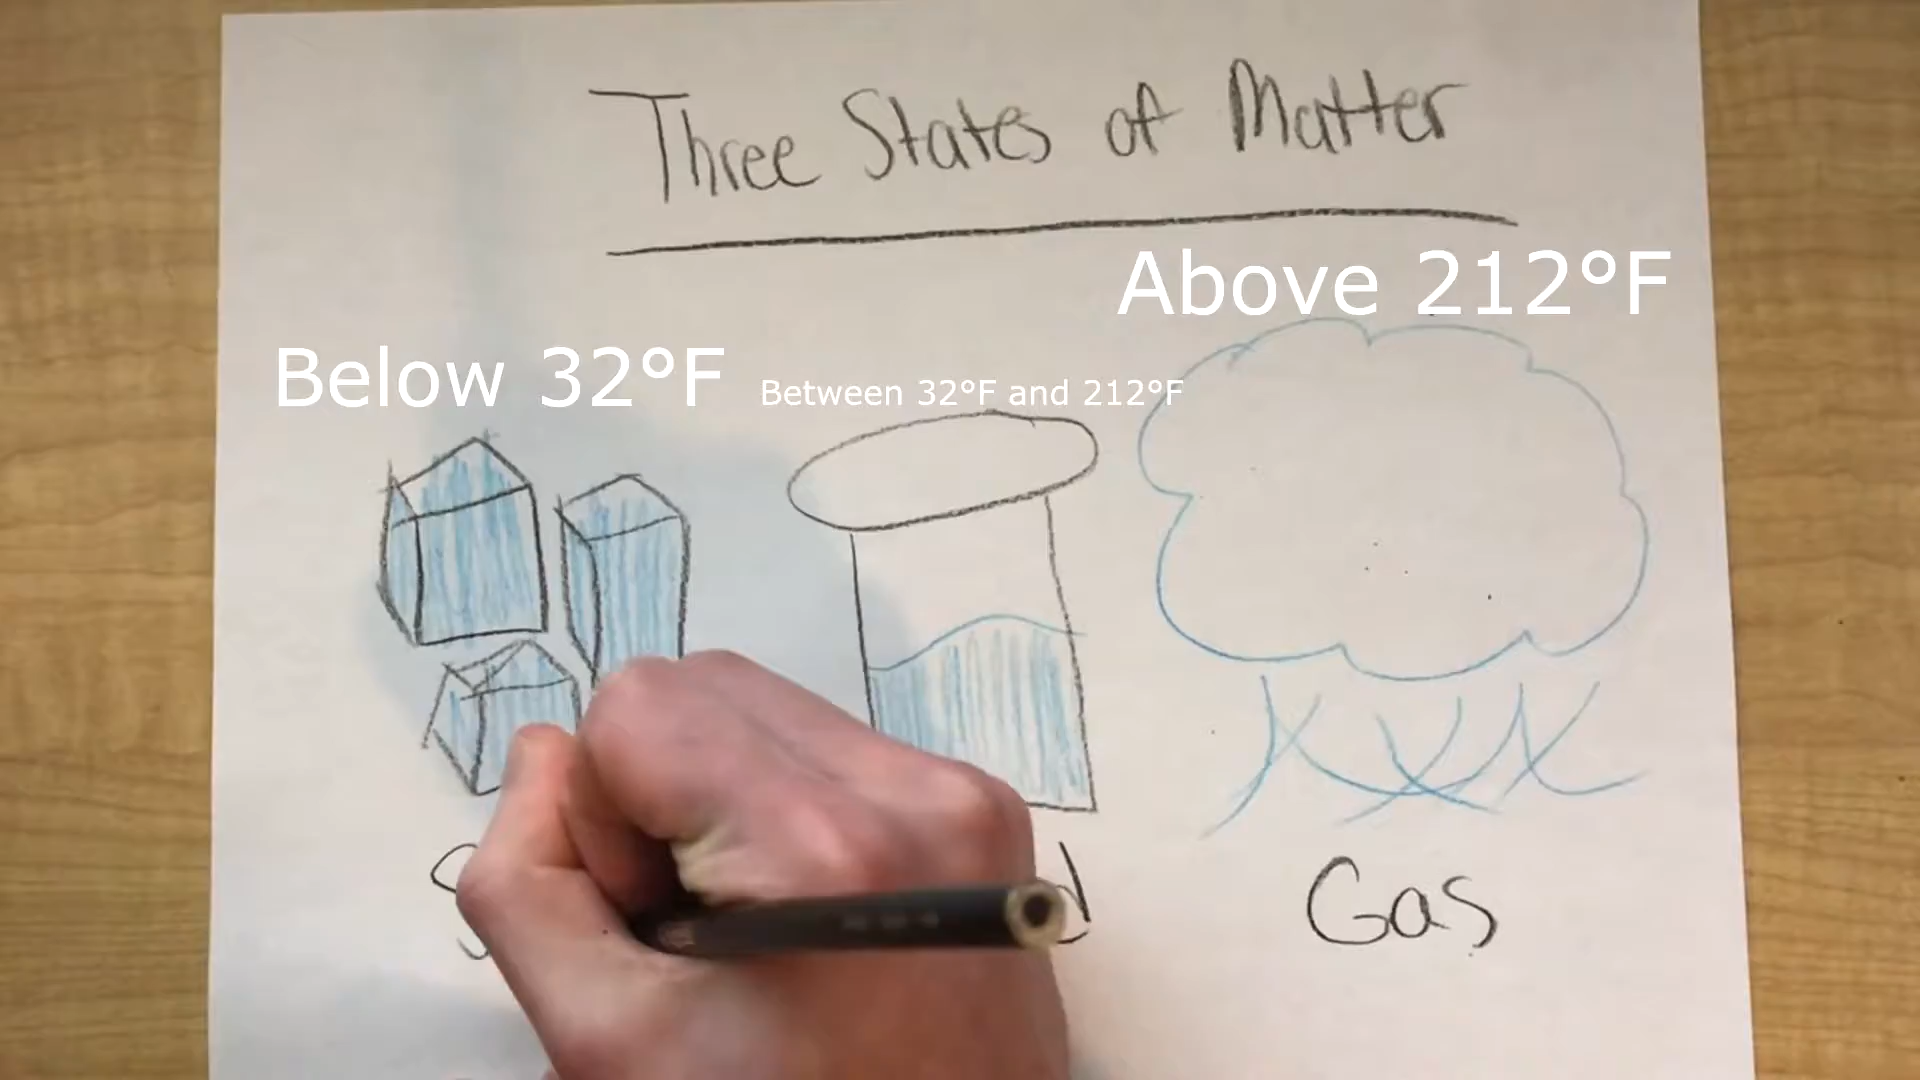 Three States of Matter
Above 212°F
Below 32°F
Between 32°F and 212°F
Gas